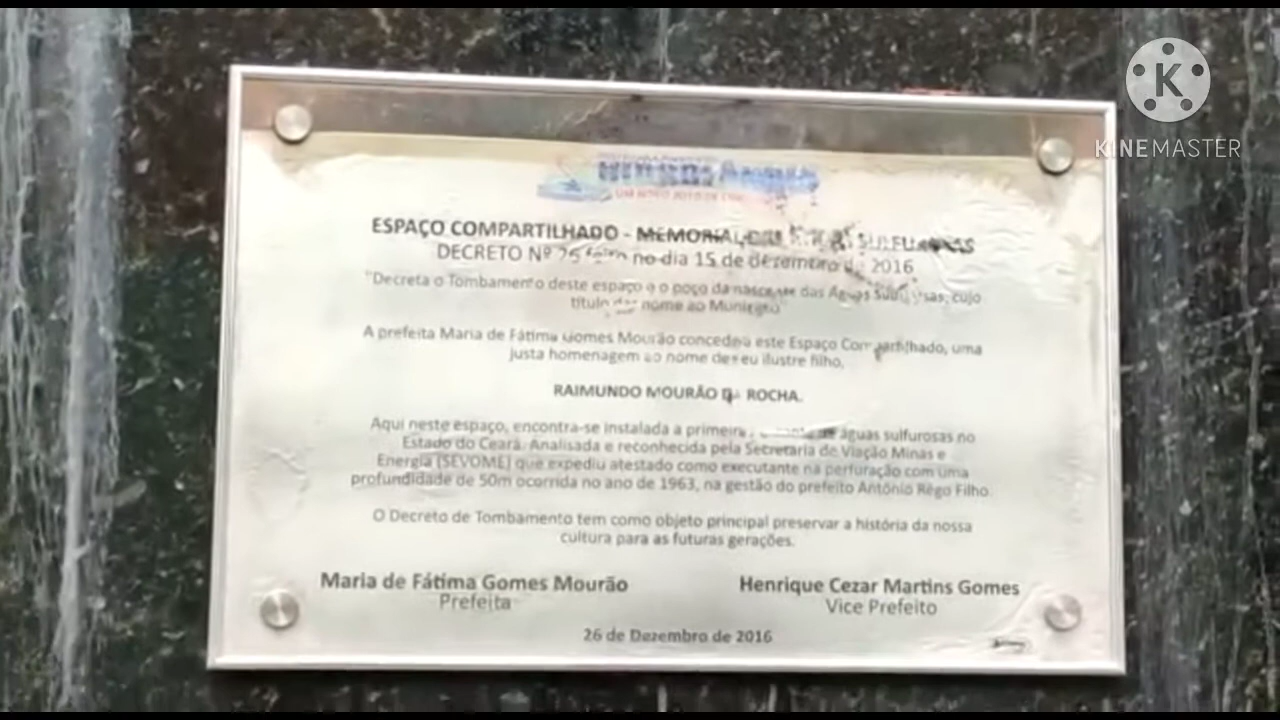 K
KINEMASTER
ESPAÇO COMPARTILHADO - MEMORIAL SULFUROSAS
DECRETO Nº no dia 15 de dezembro de 2016
"Decreta o Tombamento deste espaço e o poço da nascente das Águas Sulfurosas, cujo
título nome ao Município"
A prefeita Maria de Fátima Gomes Mourão concedeu este Espaço Compartilhado, uma
justa homenagem ao nome de seu ilustre filho,
RAIMUNDO MOURÃO DA ROCHA.
Aqui neste espaço, encontra-se instalada a primeira águas sulfurosas no
Estado do Ceará. Analisada e reconhecida pela Secretaria de Viação Minas e
Energia (SEVOME) que expediu atestado como executante na perfuração com uma
profundidade de 50m ocorrida no ano de 1963, na gestão do prefeito Antônio Rêgo Filho.
O Decreto de Tombamento tem como objeto principal preservar a história da nossa
cultura para as futuras gerações.
Maria de Fátima Gomes Mourão Henrique Cezar Martins Gomes
Prefeita Vice Prefeito
26 de Dezembro de 2016